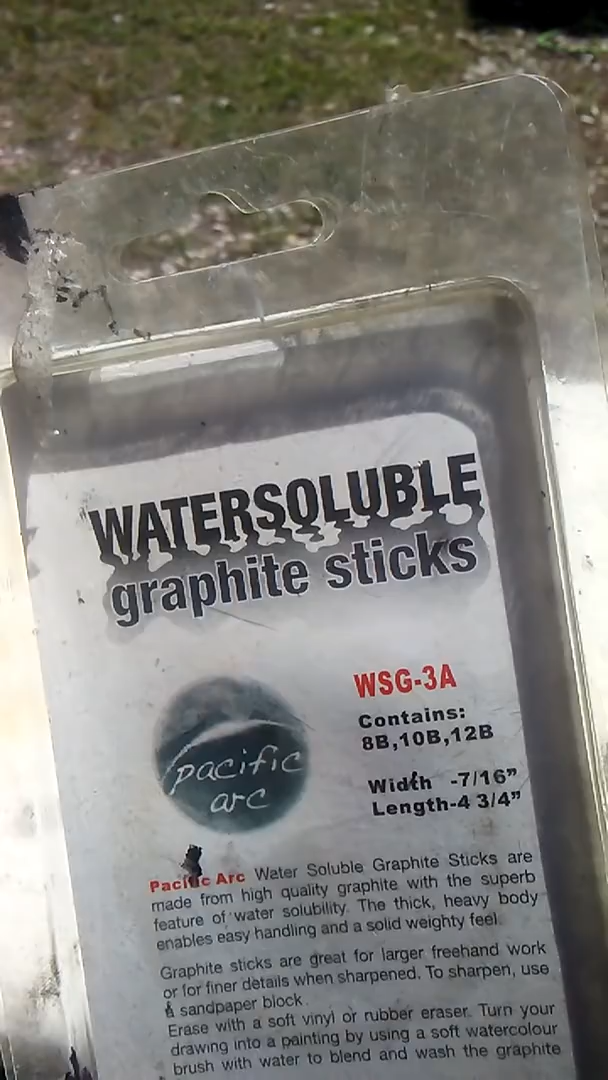 WATERSOLUBLE
graphite sticks
WSG-3A
Contains:
8B,10B,12B
pacific
arc
Width -7/16”
Length-4 3/4”
Pacific Arc Water Soluble Graphite Sticks are
made from high quality graphite with the superb
feature of water solubility. The thick, heavy body
enables easy handling and a solid weighty feel.
Graphite sticks are great for larger freehand work
or for finer details when sharpened. To sharpen, use
a sandpaper block.
Erase with a soft vinyl or rubber eraser. Turn your
drawing into a painting by using a soft watercolour
brush with water to blend and wash the graphite